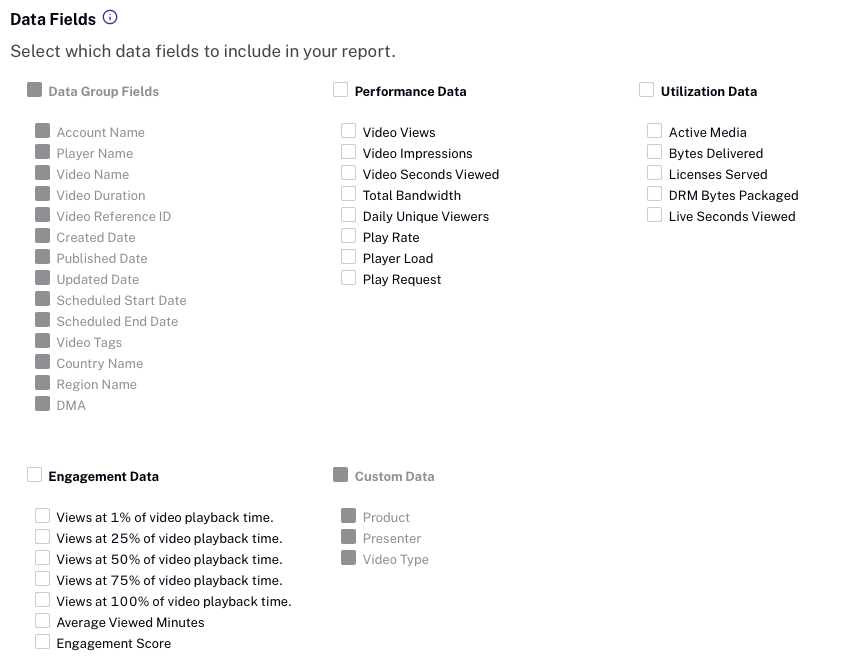 Data Fields
Select which data fields to include in your report.
Data Group Fields
Account Name
Player Name
Video Name
Video Duration
Video Reference ID
Created Date
Published Date
Updated Date
Scheduled Start Date
Scheduled End Date
Video Tags
Country Name
Region Name
DMA
Performance Data
Video Views
Video Impressions
Video Seconds Viewed
Total Bandwidth
Daily Unique Viewers
Play Rate
Player Load
Play Request
Utilization Data
Active Media
Bytes Delivered
Licenses Served
DRM Bytes Packaged
Live Seconds Viewed
Engagement Data
Views at 1% of video playback time.
Views at 25% of video playback time.
Views at 50% of video playback time.
Views at 75% of video playback time.
Views at 100% of video playback time.
Average Viewed Minutes
Engagement Score
Custom Data
Product
Presenter
Video Type